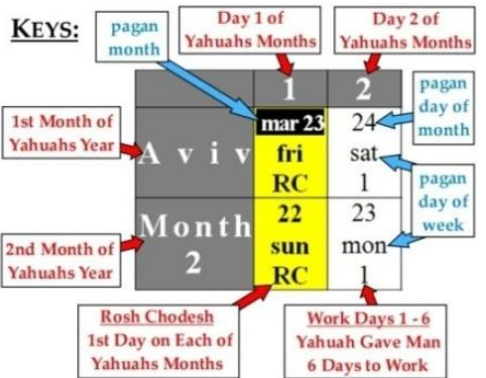 KEYS:
pagan
month
Day 1 of
Yahuahs Months
Day 2 of
Yahuahs Months
1 2
1st Month of
Yahuahs Year
A v i v
mar 23 24
fri sat
RC 1
pagan
day of
month
pagan
day of
week
2nd Month of
Yahuahs Year
Month
2
22 23
sun mon
RC 1
Rosh Chodesh
1st Day on Each of
Yahuahs Months
Work Days 1 - 6
Yahuah Gave Man
6 Days to Work